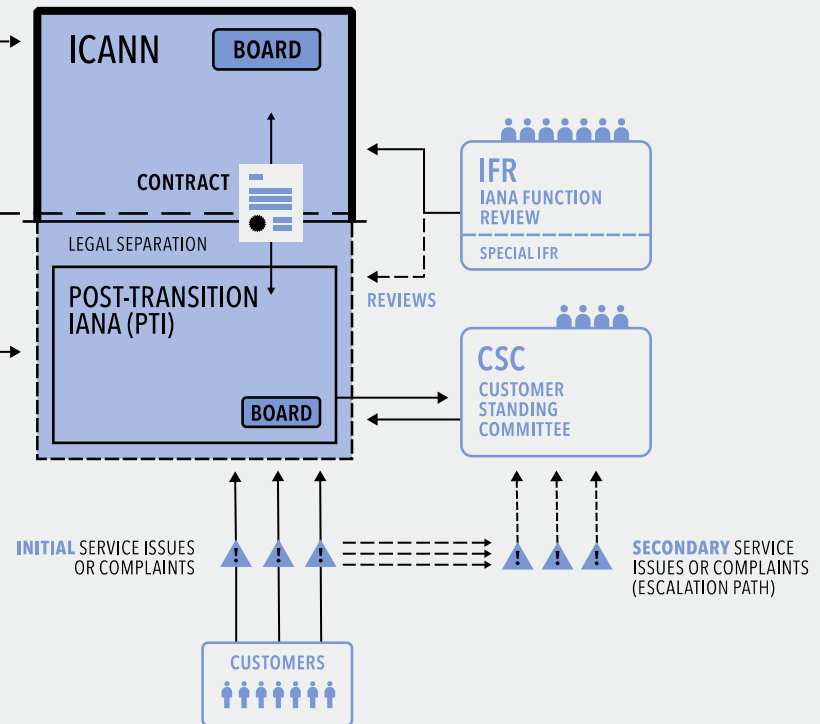 ICANN
BOARD
CONTRACT
LEGAL SEPARATION
POST-TRANSITION
IANA (PTI)
BOARD
IFR
IANA FUNCTION
REVIEW
SPECIAL IFR
REVIEWS
CSC
CUSTOMER
STANDING
COMMITTEE
INITIAL SERVICE ISSUES
OR COMPLAINTS
! ! !
! ! !
SECONDARY SERVICE
ISSUES OR COMPLAINTS
(ESCALATION PATH)
CUSTOMERS